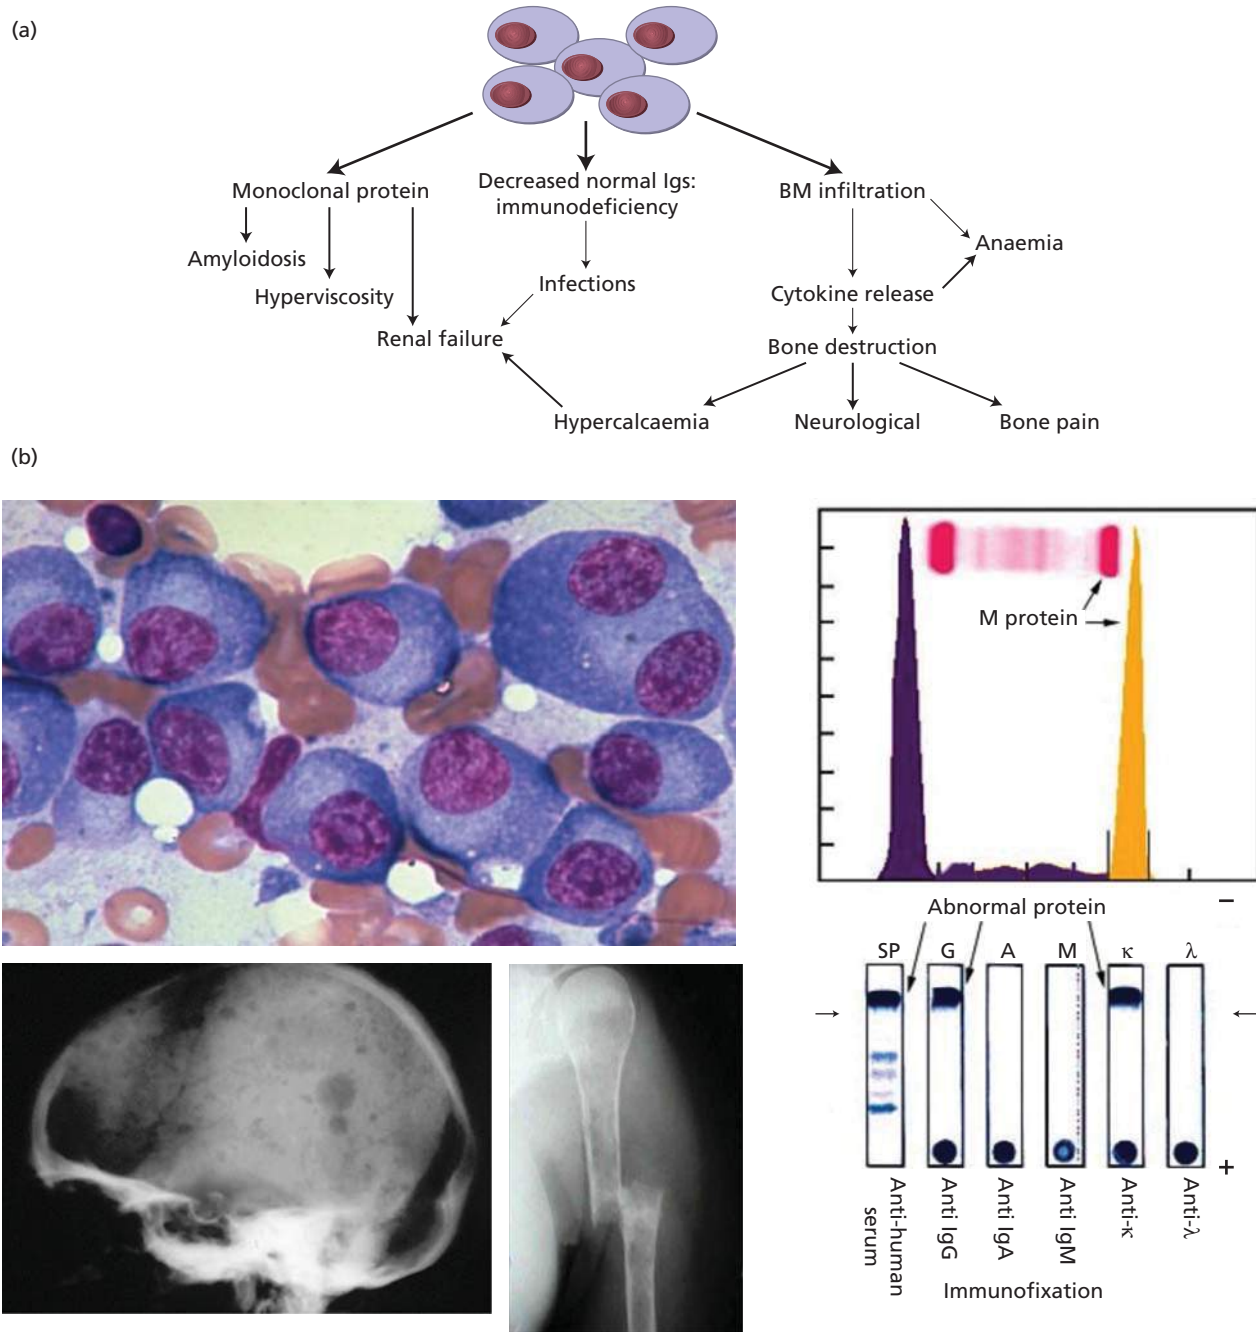 (a)
Monoclonal protein
Decreased normal Igs:
immunodeficiency
BM infiltration
Anaemia
Amyloidosis
Hyperviscosity
Infections
Cytokine release
Renal failure
Bone destruction
Hypercalcaemia
Neurological
Bone pain
(b)
M protein
−
Abnormal protein
SP G A M κ λ
+
Anti-human
serum
Anti IgG
Anti IgA
Anti IgM
Anti-κ
Anti-λ
Immunofixation